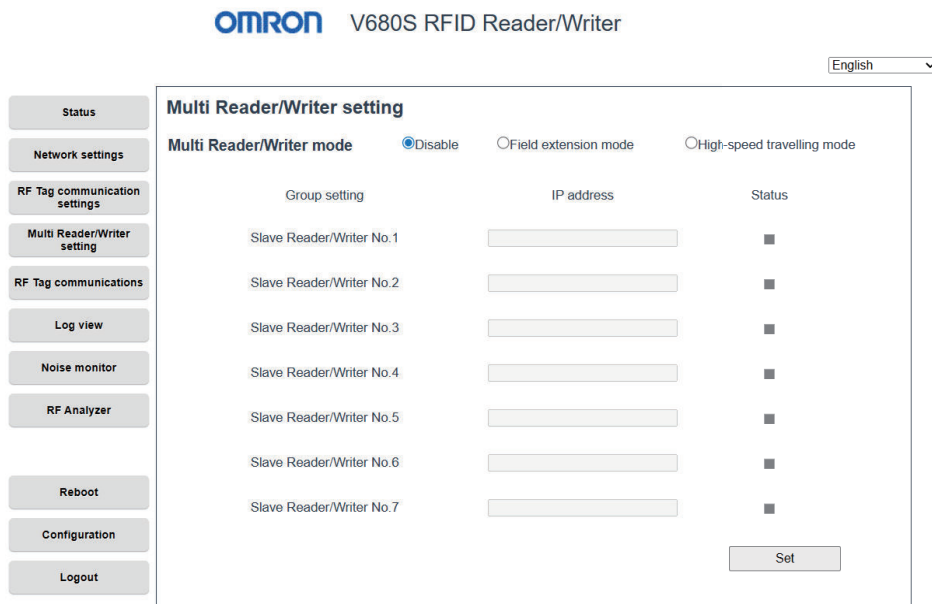 OMRON V680S RFID Reader/Writer
English
Status
Network settings
RF Tag communication
settings
Multi Reader/Writer
setting
RF Tag communications
Log view
Noise monitor
RF Analyzer
Reboot
Configuration
Logout
Multi Reader/Writer setting
Multi Reader/Writer mode Disable Field extension mode High-speed travelling mode
Group setting IP address Status
Slave Reader/Writer No.1
Slave Reader/Writer No.2
Slave Reader/Writer No.3
Slave Reader/Writer No.4
Slave Reader/Writer No.5
Slave Reader/Writer No.6
Slave Reader/Writer No.7
Set